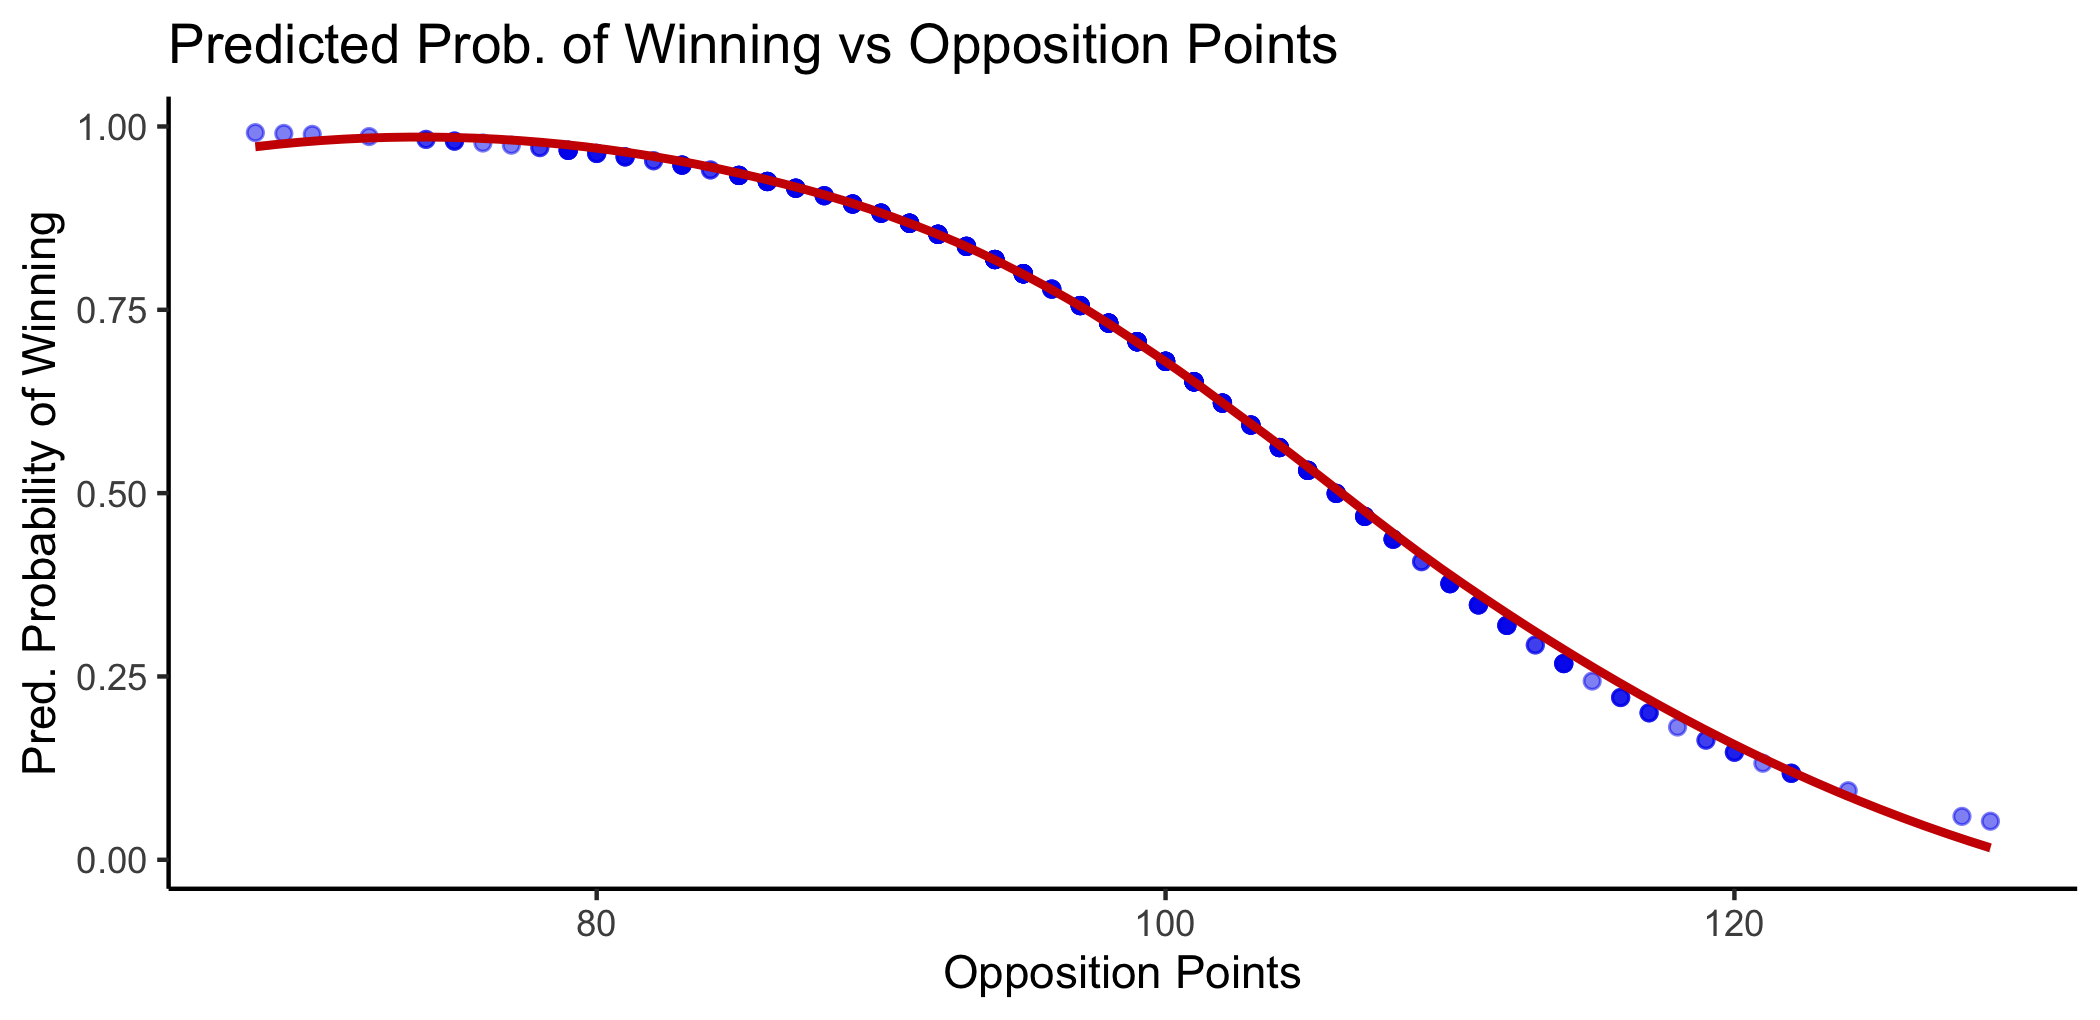 Predicted Prob. of Winning vs Opposition Points
Pred. Probability of Winning
1.00
0.75
0.50
0.25
0.00
80
100
120
Opposition Points